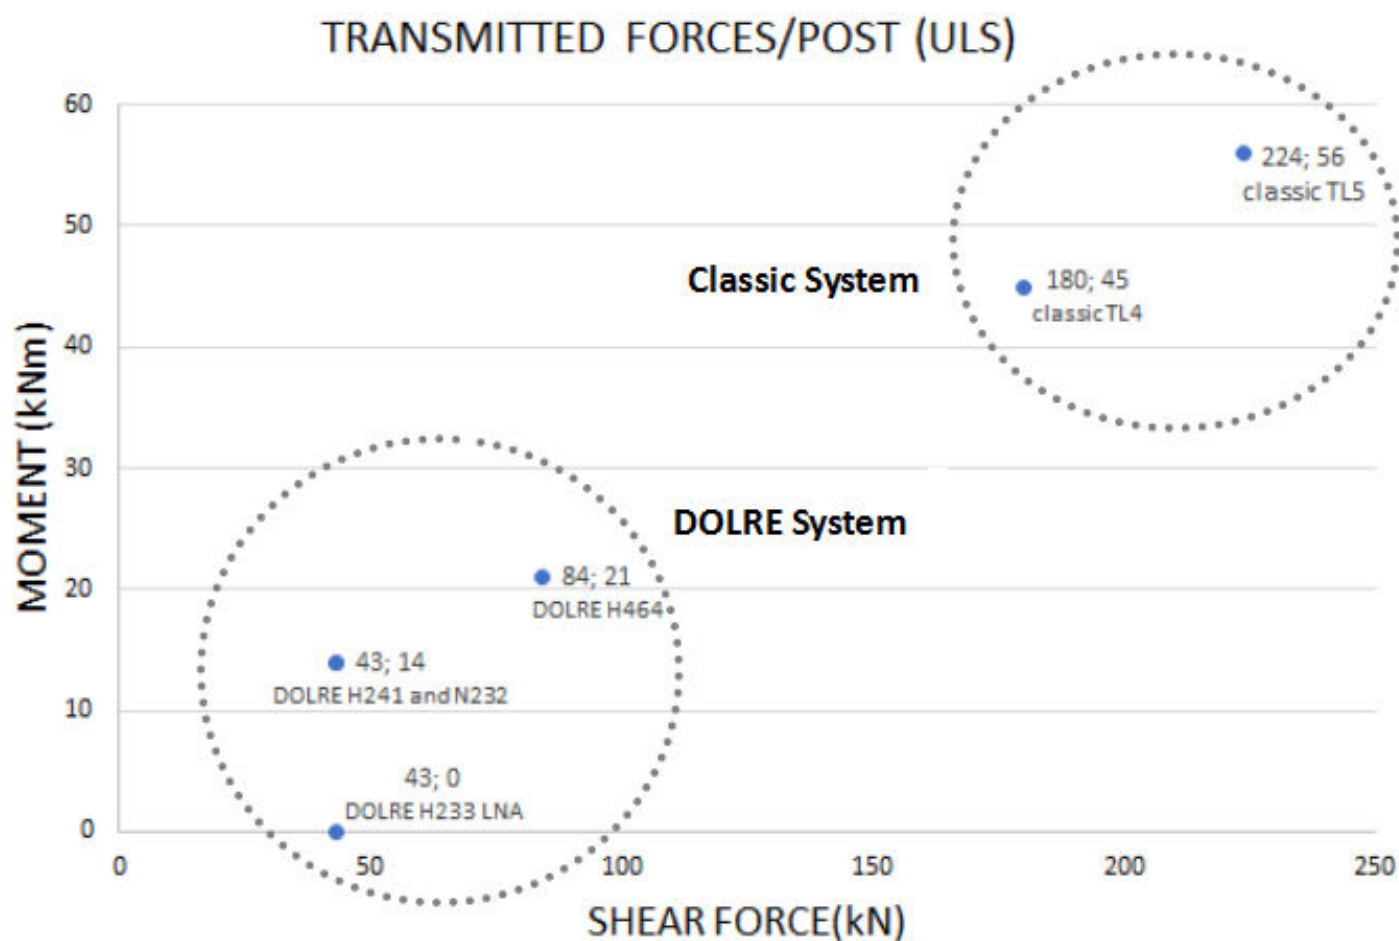 TRANSMITTED FORCES/POST (ULS)
60
50
40
30
20
10
0
MOMENT (kNm)
224; 56
classic TL5
180; 45
classic TL4
Classic System
DOLRE System
84; 21
DOLRE H464
43; 14
DOLRE H241 and N232
43; 0
DOLRE H233 LNA
0
50
100
150
200
250
SHEAR FORCE(kN)